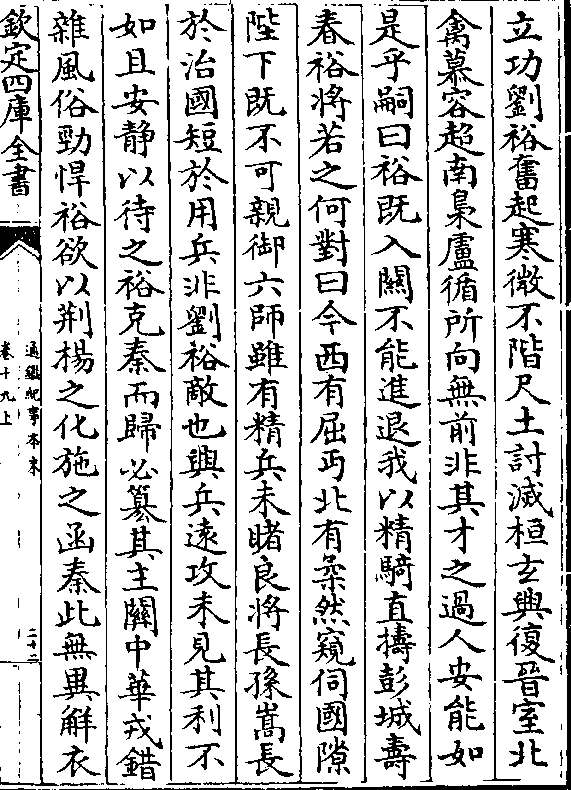 立功劉裕奮起寒微不階尺土討滅桓玄興復晉室北
禽慕容超南梟盧循所向無前非其才之過人安能如
是乎嗣曰裕既入關不能進退我以精騎直擣彭城壽
春裕將若之何對曰今西有屈丐北有柔然窺伺國隙
陛下既不可親御六師雖有精兵未睹良將長孫嵩長
於治國短於用兵非劉裕敵也興兵遠攻未見其利不
如且安靜以待之裕克秦而歸必簒其主關中華戎錯
雜風俗勁悍裕欲以荆楊之化施之函秦此無異解衣
欽定四庫全書
通鑑紀事本末
卷十九上
二十二